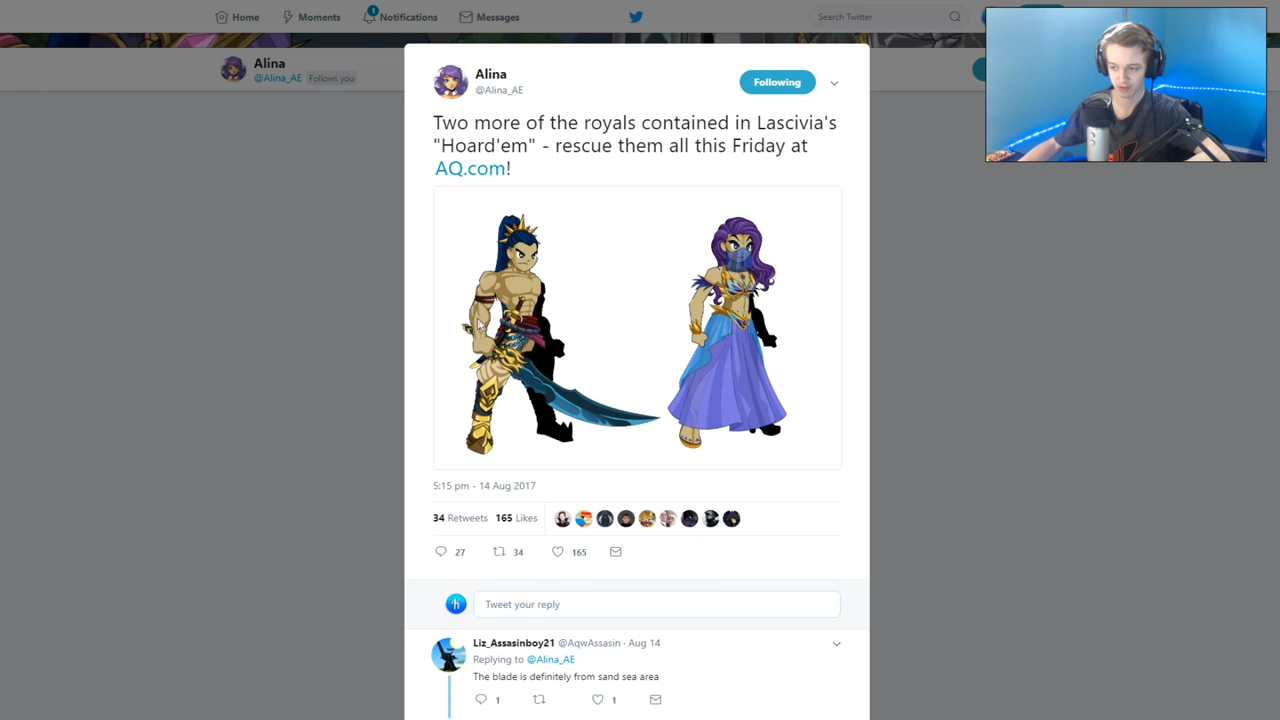 Home
Moments
1
Notifications
Messages
Search Twitter
Alina
@Alina_AE Follows you
Alina
@Alina_AE
Following
Two more of the royals contained in Lascivia's
"Hoard'em" - rescue them all this Friday at
AQ.com!
5:15 pm - 14 Aug 2017
34 Retweets 165 Likes
27 34 165
Tweet your reply
Liz_Assasinboy21 @AqwAssasin · Aug 14
Replying to @Alina_AE
The blade is definitely from sand sea area
1 1